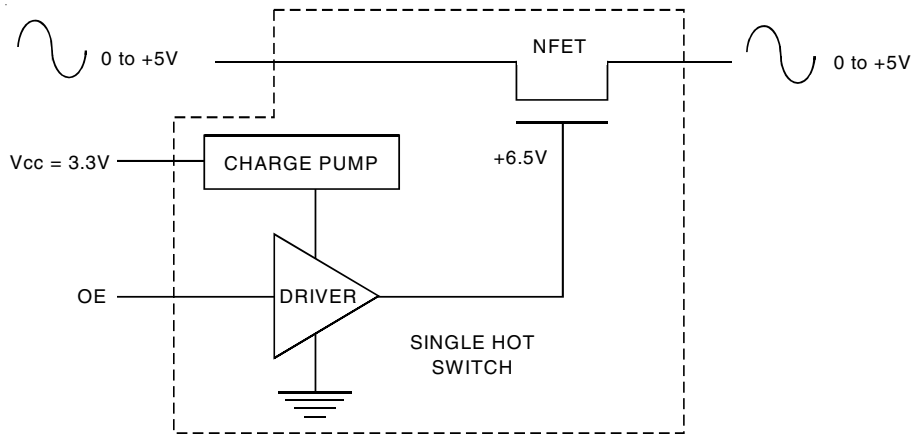 NFET
0 to +5V
0 to +5V
Vcc = 3.3V
CHARGE PUMP
+6.5V
OE
DRIVER
SINGLE HOT
SWITCH